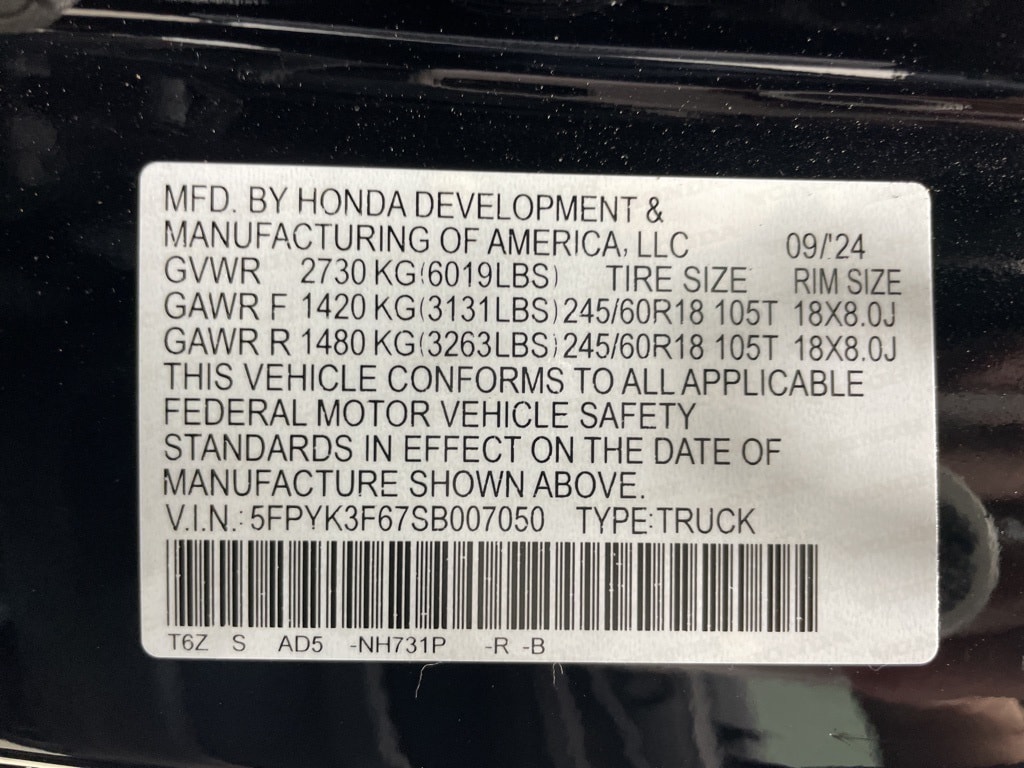 MFD. BY HONDA DEVELOPMENT &
MANUFACTURING OF AMERICA, LLC 09/'24
GVWR 2730 KG(6019LBS) TIRE SIZE RIM SIZE
GAWR F 1420 KG(3131LBS) 245/60R18 105T 18X8.0J
GAWR R 1480 KG(3263LBS) 245/60R18 105T 18X8.0J
THIS VEHICLE CONFORMS TO ALL APPLICABLE
FEDERAL MOTOR VEHICLE SAFETY
STANDARDS IN EFFECT ON THE DATE OF
MANUFACTURE SHOWN ABOVE.
V.I.N.: 5FPYK3F67SB007050 TYPE:TRUCK
T6Z S AD5 -NH731P -R -B